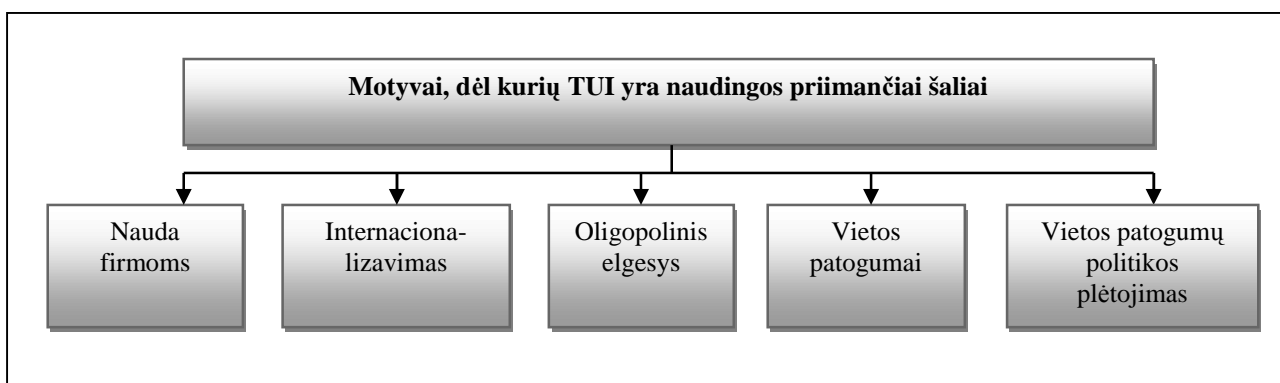 Motyvai, dėl kurių TUI yra naudingos priimančiai šaliai
Nauda
firmoms
Internaciona-
lizavimas
Oligopolinis
elgesys
Vietos
patogumai
Vietos patogumų
politikos
plėtojimas